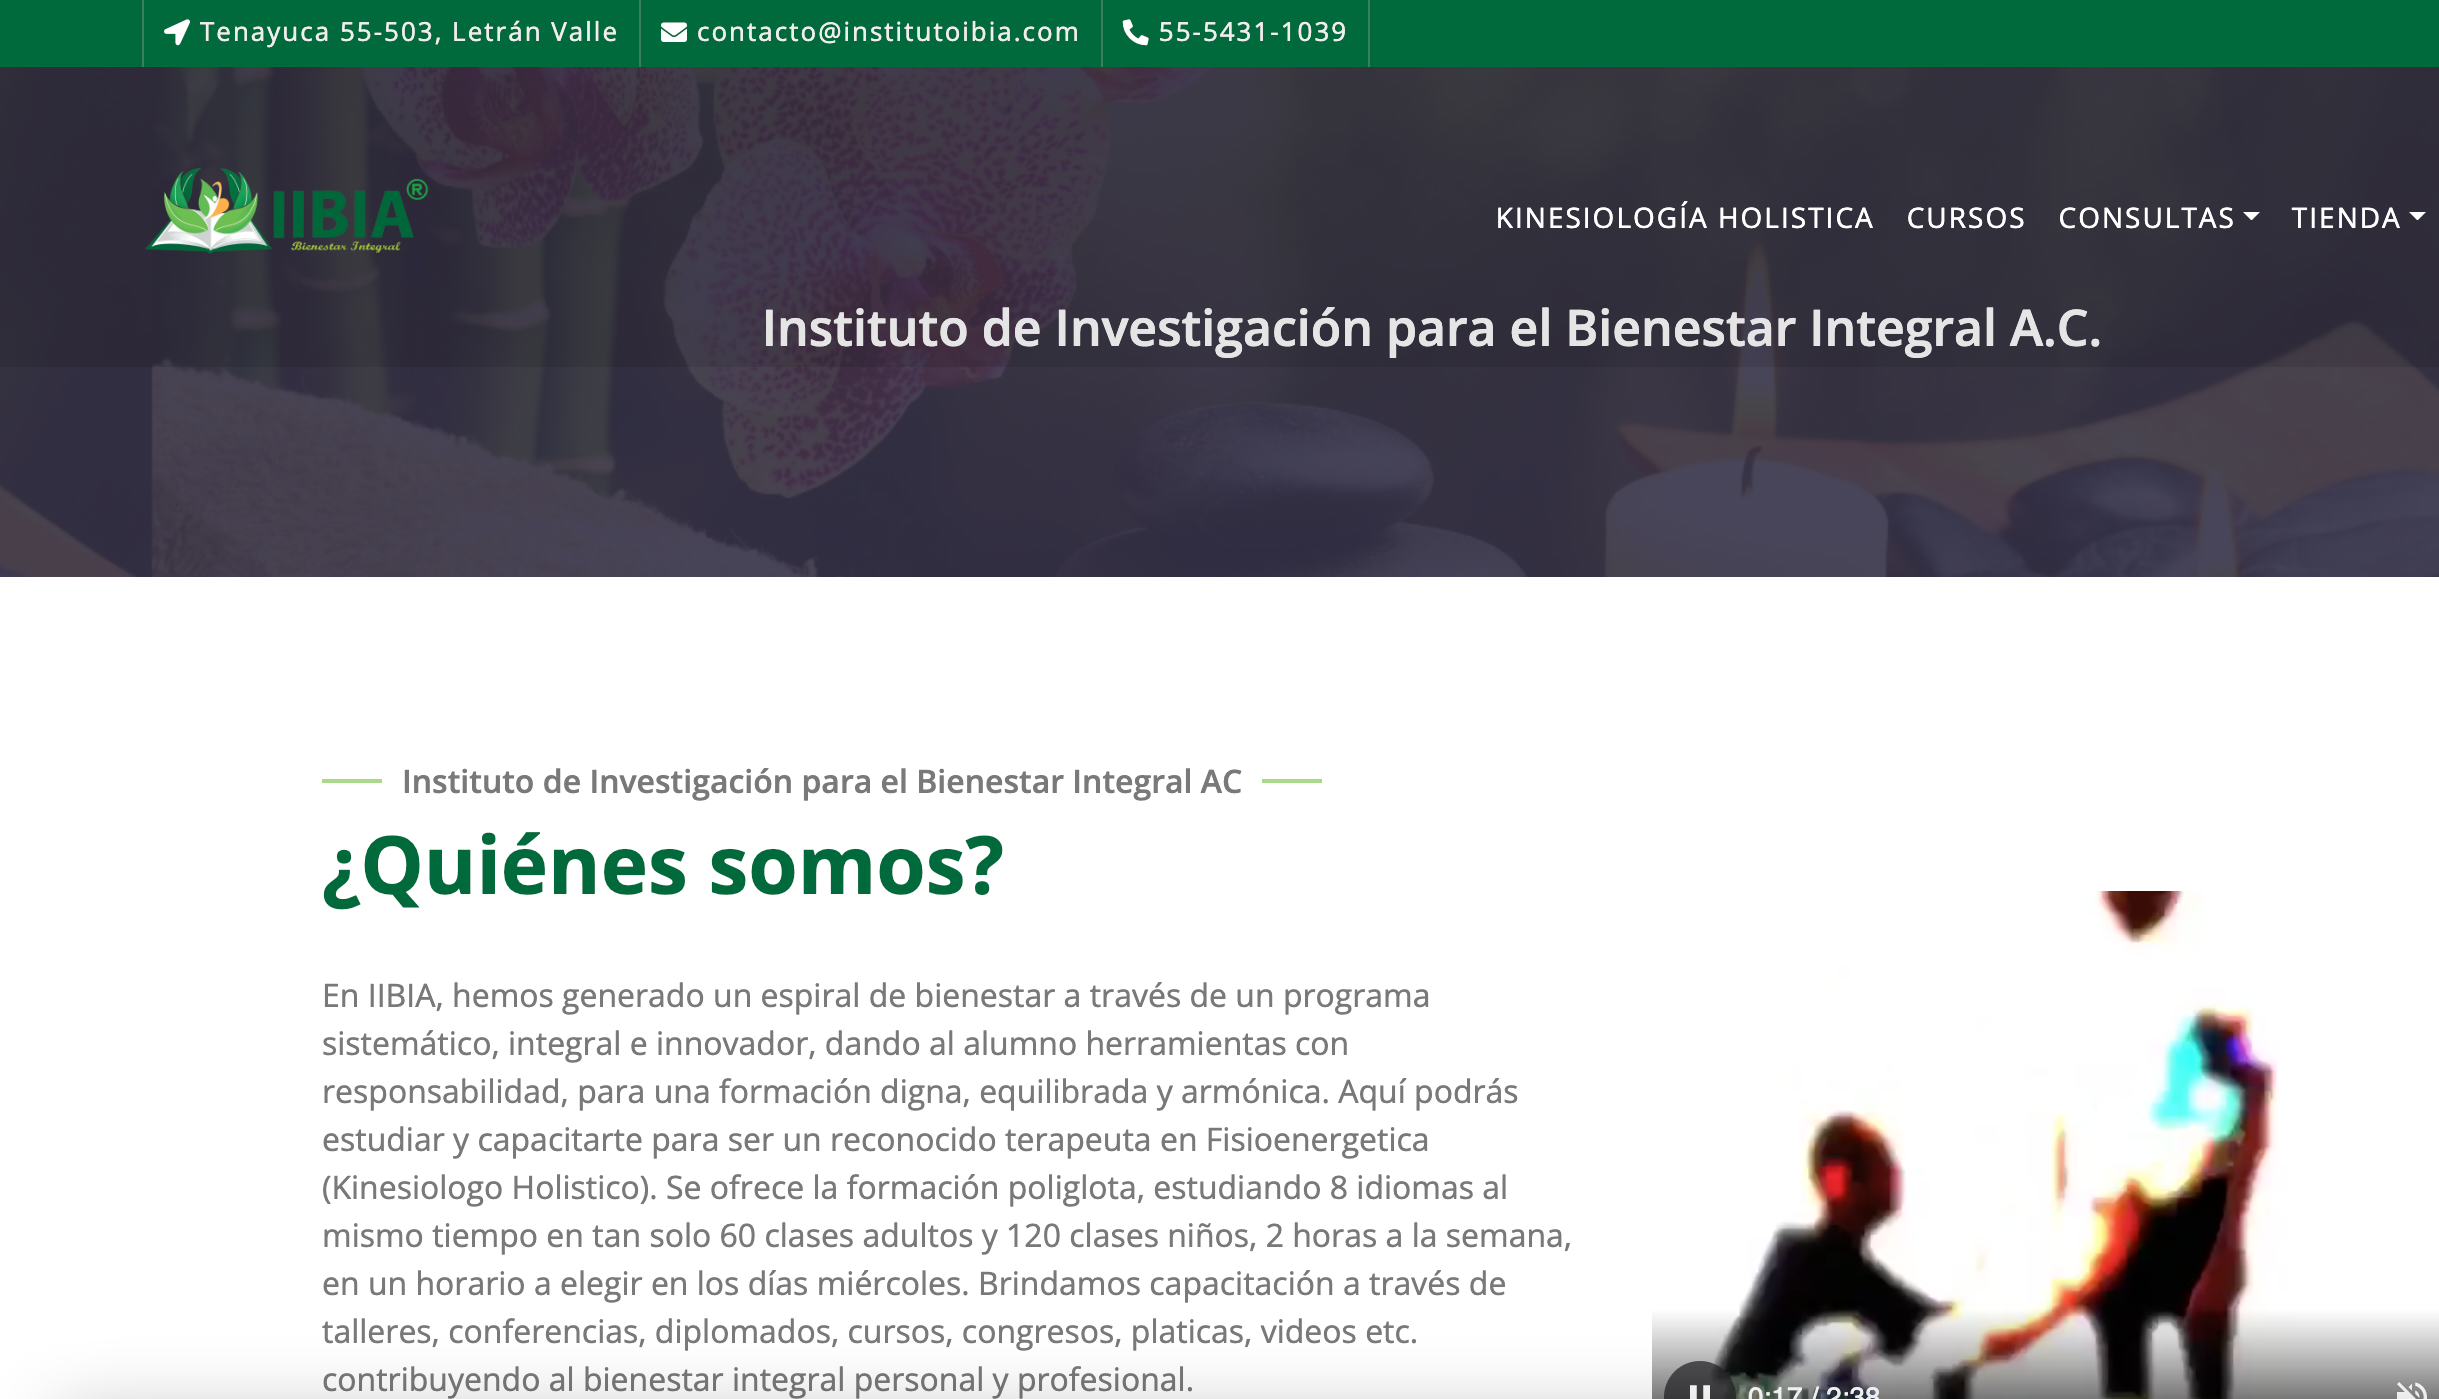 Tenayuca 55-503, Letrán Valle
contacto@institutoibia.com
55-5431-1039
IIBIA®
Bienestar Integral
KINESIOLOGÍA HOLISTICA
CURSOS
CONSULTAS
TIENDA
Instituto de Investigación para el Bienestar Integral A.C.
Instituto de Investigación para el Bienestar Integral AC
¿Quiénes somos?
En IIBIA, hemos generado un espiral de bienestar a través de un programa
sistemático, integral e innovador, dando al alumno herramientas con
responsabilidad, para una formación digna, equilibrada y armónica. Aquí podrás
estudiar y capacitarte para ser un reconocido terapeuta en Fisioenergetica
(Kinesiologo Holistico). Se ofrece la formación poliglota, estudiando 8 idiomas al
mismo tiempo en tan solo 60 clases adultos y 120 clases niños, 2 horas a la semana,
en un horario a elegir en los días miércoles. Brindamos capacitación a través de
talleres, conferencias, diplomados, cursos, congresos, platicas, videos etc.
contribuyendo al bienestar integral personal y profesional.
0:17 / 2:38